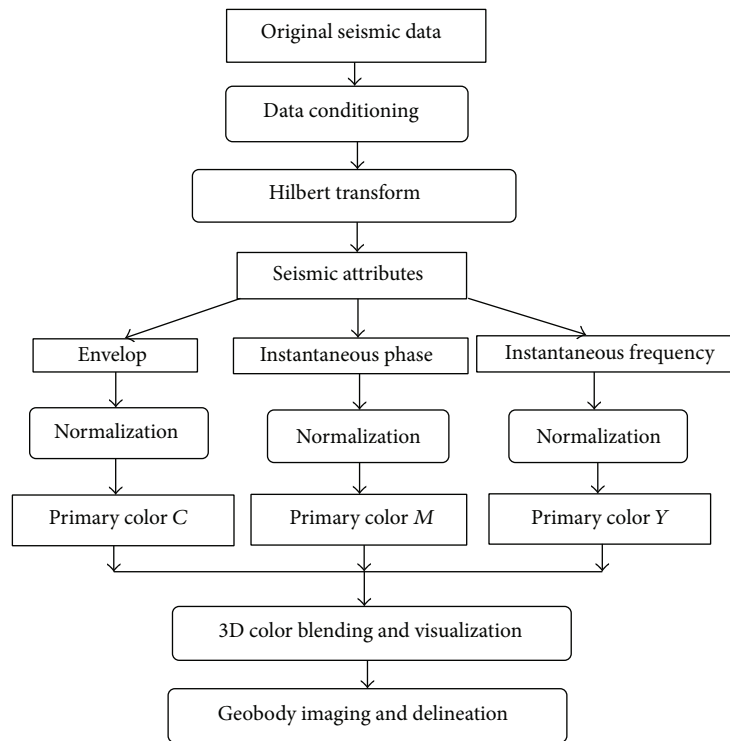 Original seismic data
Data conditioning
Hilbert transform
Seismic attributes
Envelop
Instantaneous phase
Instantaneous frequency
Normalization
Normalization
Normalization
Primary color C
Primary color M
Primary color Y
3D color blending and visualization
Geobody imaging and delineation